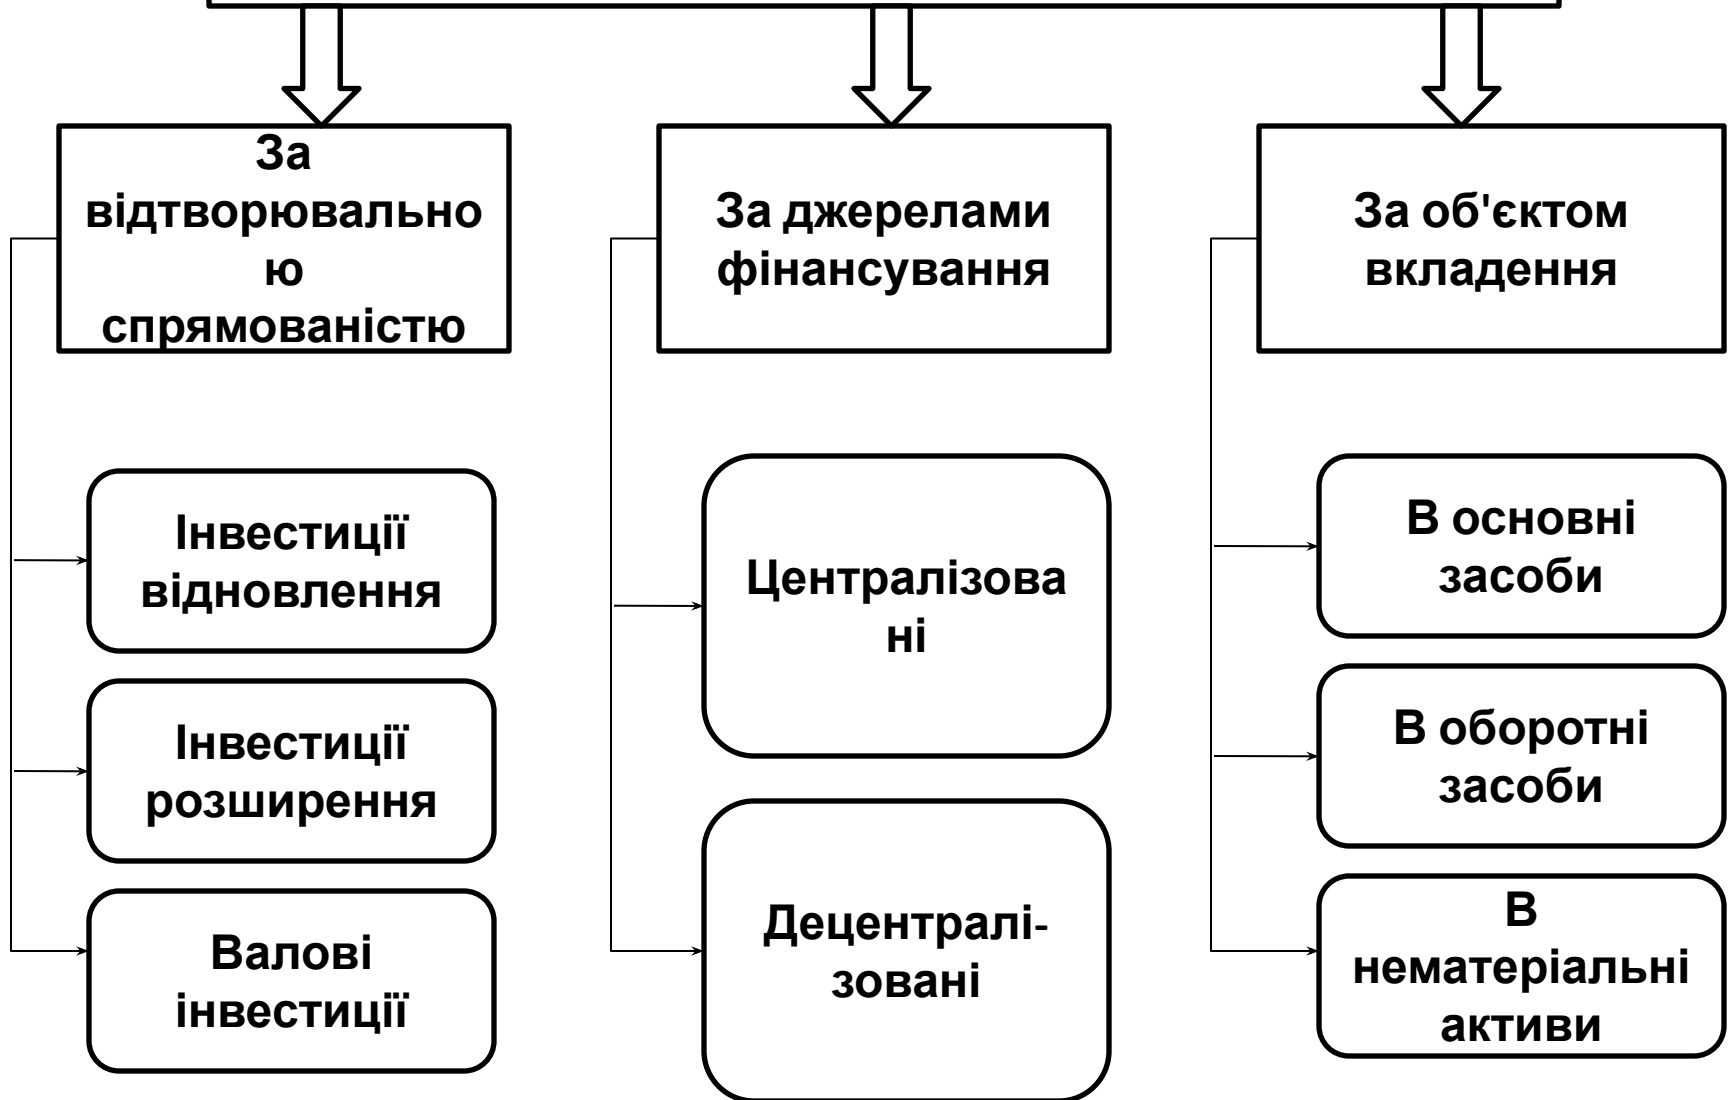 За
відтворювально
ю
спрямованістю
За джерелами
фінансування
За об'єктом
вкладення
Інвестиції
відновлення
Інвестиції
розширення
Валові
інвестиції
Централізова
ні
Децентралі-
зовані
В основні
засоби
В оборотні
засоби
В
нематеріальні
активи